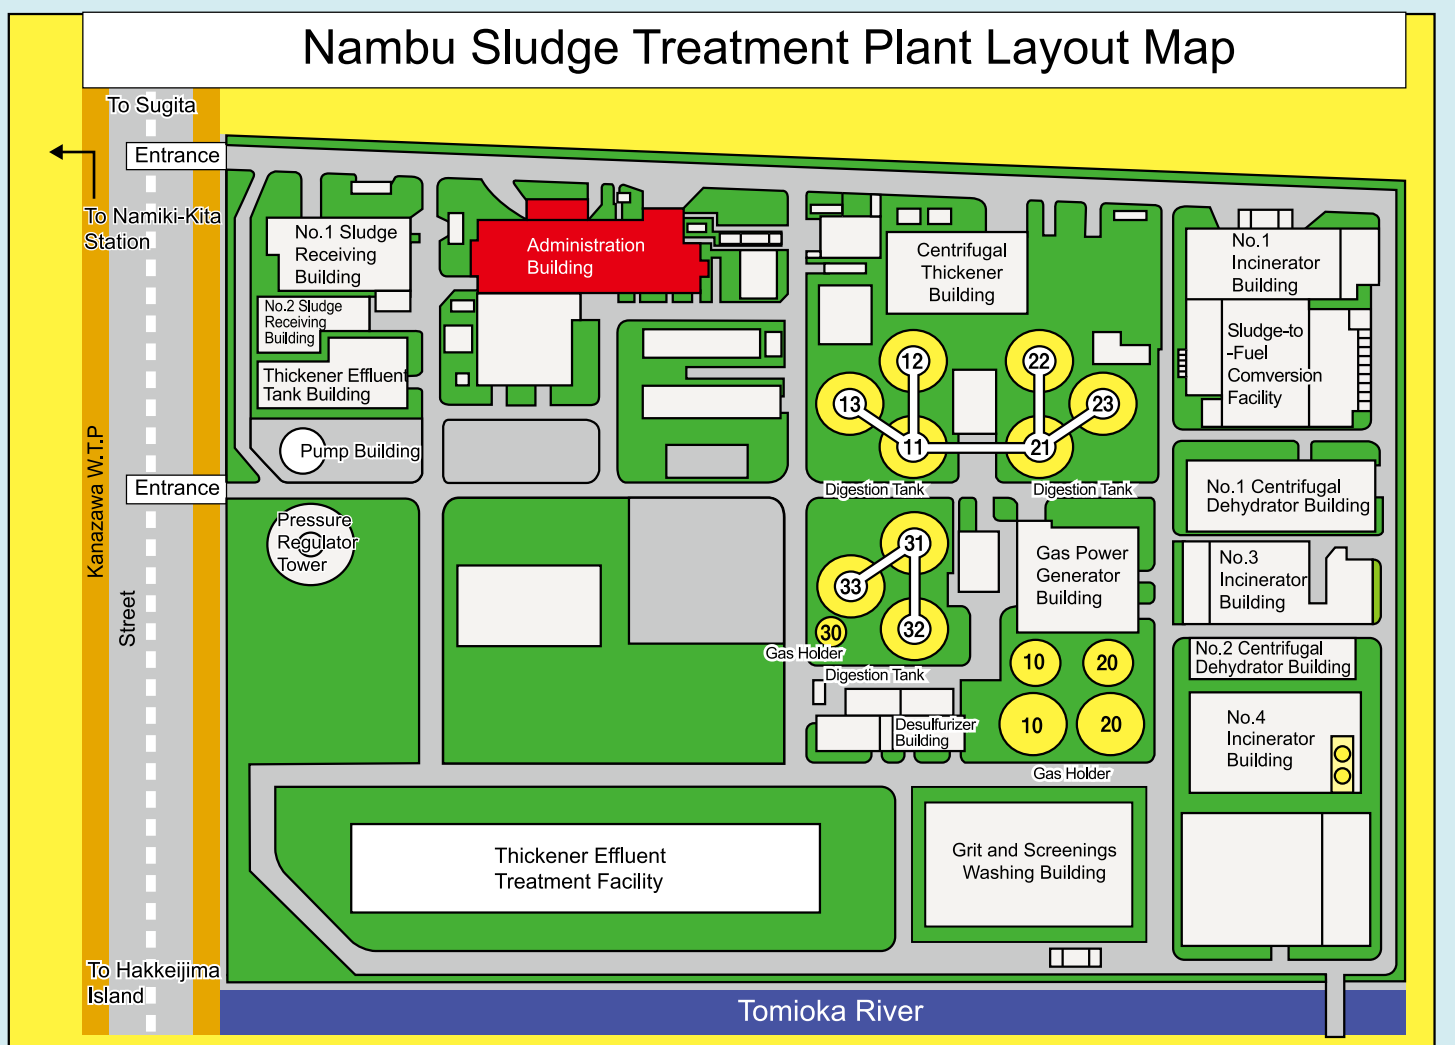 Nambu Sludge Treatment Plant Layout Map
To Sugita
Entrance
To Namiki-Kita
Station
No.1 Sludge
Receiving
Building
No.2 Sludge
Receiving
Building
Thickener Effluent
Tank Building
Pump Building
Entrance
Pressure
Regulator
Tower
Kanazawa W.T.P
Street
Administration
Building
Centrifugal
Thickener
Building
12
13
11
22
23
21
Digestion Tank
Digestion Tank
31
33
32
30
Gas Holder
Digestion Tank
Desulfurizer
Building
Gas Power
Generator
Building
10
20
10
20
Gas Holder
No.1
Incinerator
Building
Sludge-to
-Fuel
Comversion
Facility
No.1 Centrifugal
Dehydrator Building
No.3
Incinerator
Building
No.2 Centrifugal
Dehydrator Building
No.4
Incinerator
Building
Thickener Effluent
Treatment Facility
Grit and Screenings
Washing Building
To Hakkeijima
Island
Tomioka River